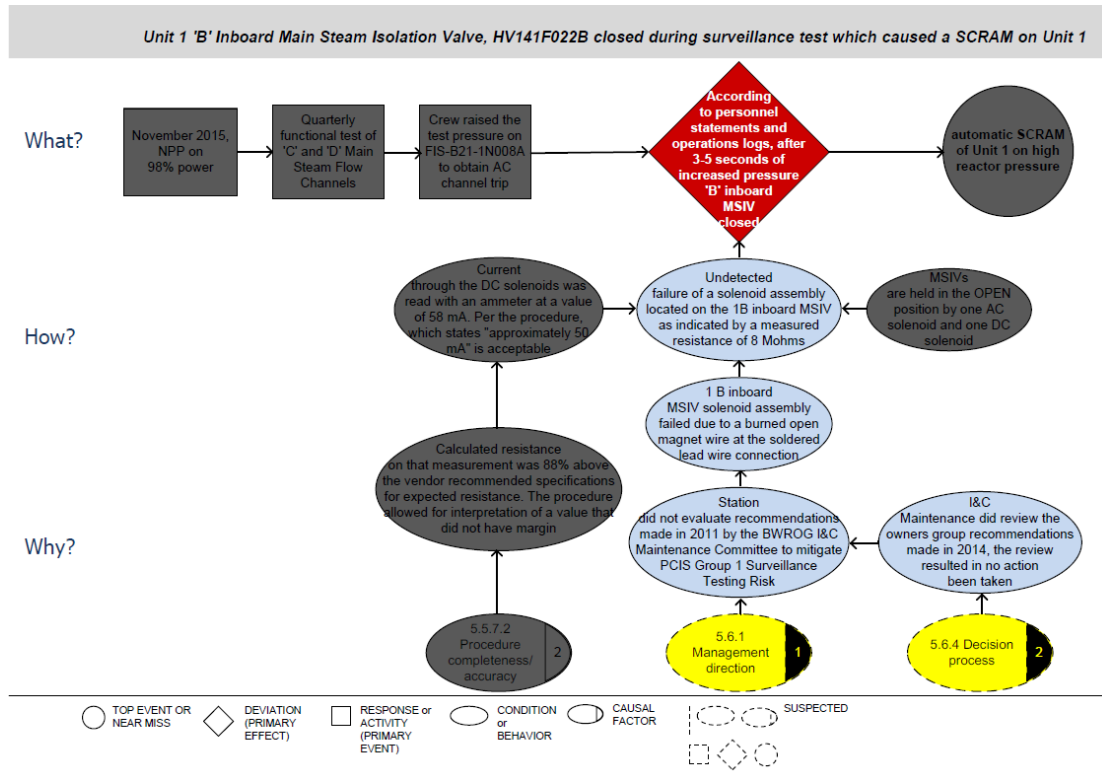 Unit 1 'B' Inboard Main Steam Isolation Valve, HV141F022B closed during surveillance test which caused a SCRAM on Unit 1
What?
November 2015,
NPP on
98% power
Quarterly
functional test of
'C' and 'D' Main
Steam Flow
Channels
Crew raised the
test pressure on
FIS-B21-1N008A
to obtain AC
channel trip
According
to personnel
statements and
operations logs, after
3-5 seconds of
increased pressure
'B' inboard
MSIV
closed
automatic SCRAM
of Unit 1 on high
reactor pressure
How?
Current
through the DC solenoids was
read with an ammeter at a value
of 58 mA. Per the procedure,
which states "approximately 50
mA" is acceptable
Undetected
failure of a solenoid assembly
located on the 1B inboard MSIV
as indicated by a measured
resistance of 8 Mohms
MSIVs
are held in the OPEN
position by one AC
solenoid and one DC
solenoid
1 B inboard
MSIV solenoid assembly
failed due to a burned open
magnet wire at the soldered
lead wire connection
Why?
Calculated resistance
on that measurement was 88% above
the vendor recommended specifications
for expected resistance. The procedure
allowed for interpretation of a value that
did not have margin
Station
did not evaluate recommendations
made in 2011 by the BWROG I&C
Maintenance Committee to mitigate
PCIS Group 1 Surveillance
Testing Risk
I&C
Maintenance did review the
owners group recommendations
made in 2014, the review
resulted in no action
been taken
5.5.7.2
Procedure
completeness/
accuracy
2
5.6.1
Management
direction
1
5.6.4 Decision
process
2
TOP EVENT OR
NEAR MISS
DEVIATION
(PRIMARY
EFFECT)
RESPONSE or
ACTIVITY
(PRIMARY
EVENT)
CONDITION
or
BEHAVIOR
CAUSAL
FACTOR
SUSPECTED